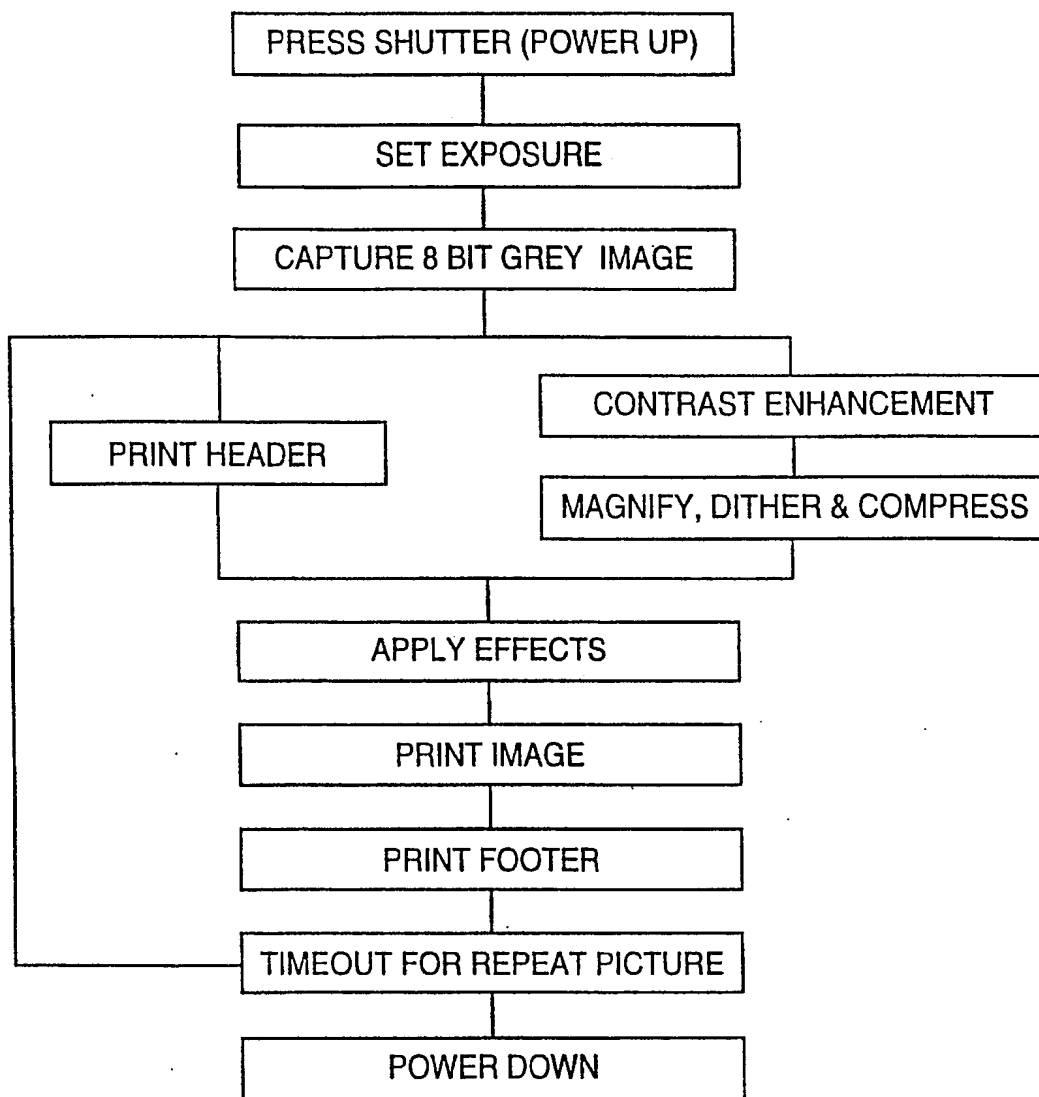 PRESS SHUTTER (POWER UP)
SET EXPOSURE
CAPTURE 8 BIT GREY IMAGE
CONTRAST ENHANCEMENT
PRINT HEADER
MAGNIFY, DITHER & COMPRESS
APPLY EFFECTS
PRINT IMAGE
PRINT FOOTER
TIMEOUT FOR REPEAT PICTURE
POWER DOWN